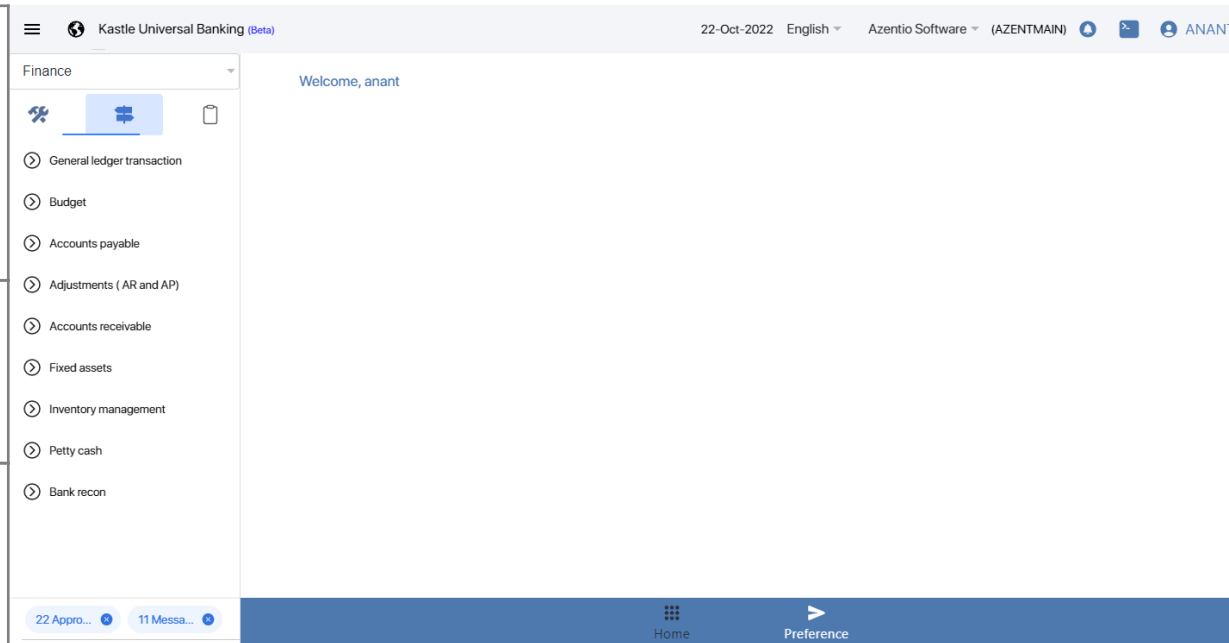 Kastle Universal Banking (Beta)
22-Oct-2022 English Azentio Software (AZENTMAIN) ANANT
Finance
Welcome, anant
General ledger transaction
Budget
Accounts payable
Adjustments ( AR and AP)
Accounts receivable
Fixed assets
Inventory management
Petty cash
Bank recon
22 Appro... 11 Messa...
Home Preference